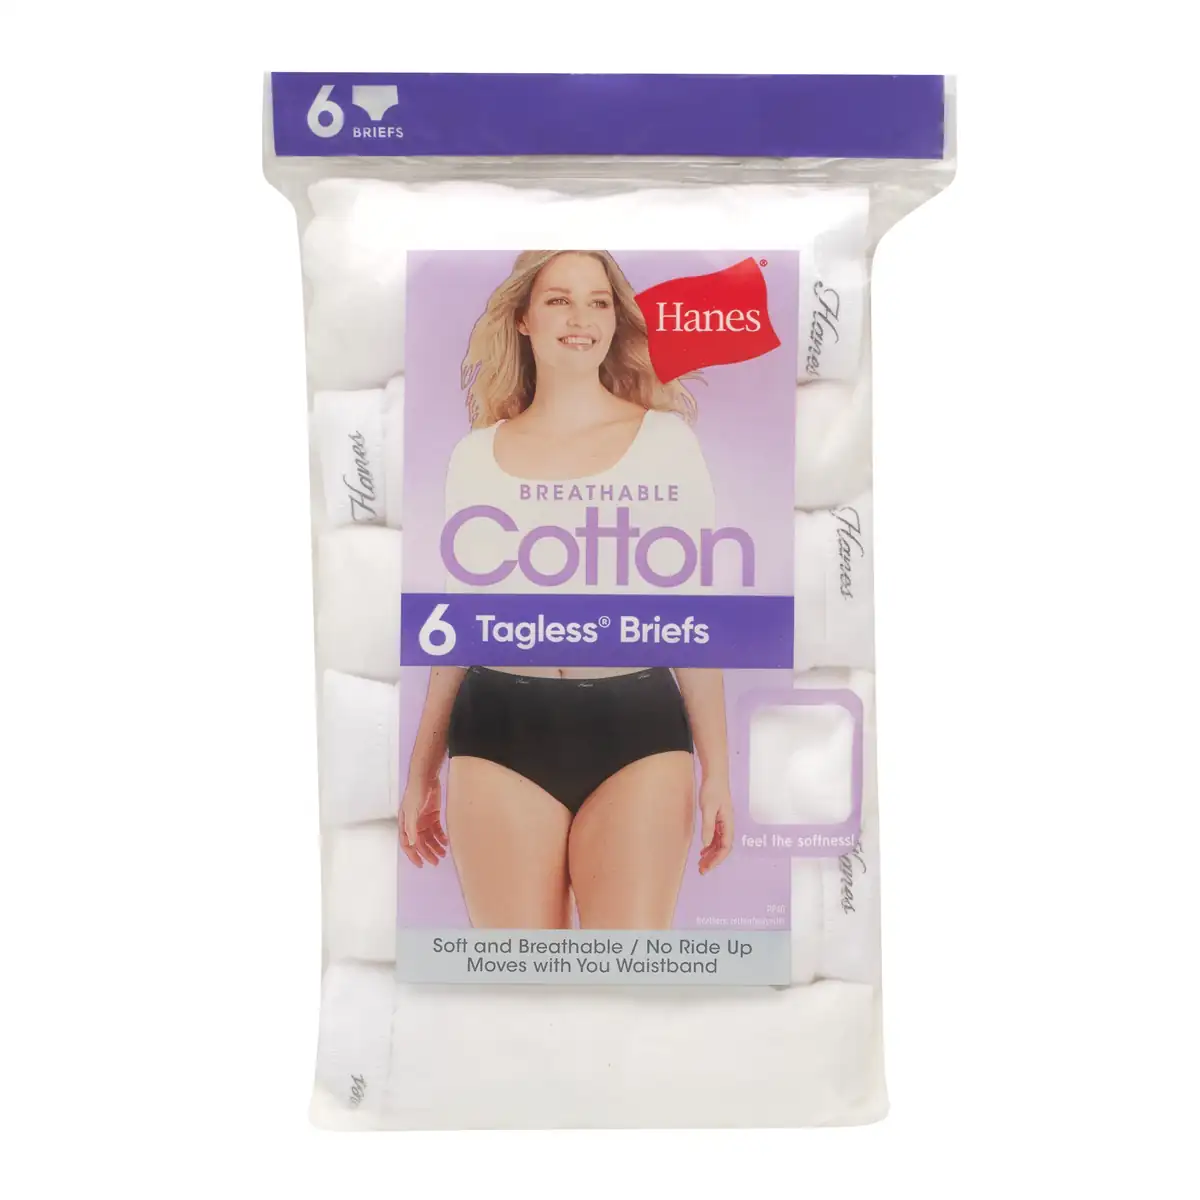 6
BRIEFS
Hanes®
Hanes
Hanes
BREATHABLE
Cotton
Hanes
6 Tagless® Briefs
feel the softness!
Hanes
Soft and Breathable / No Ride Up
Moves with You Waistband